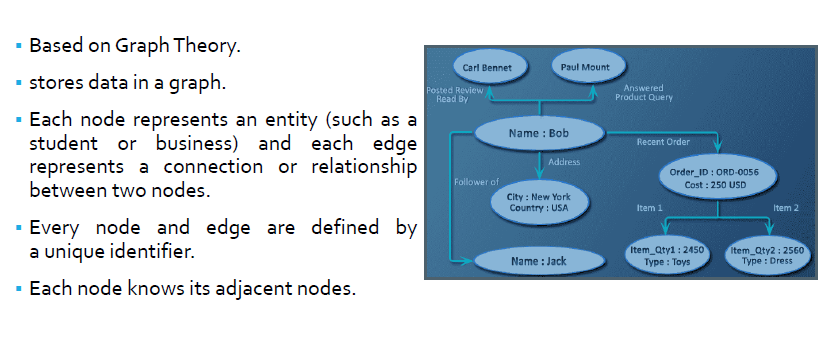 ▪ Based on Graph Theory.
▪ stores data in a graph.
▪ Each node represents an entity (such as a
student or business) and each edge
represents a connection or relationship
between two nodes.
▪ Every node and edge are defined by
a unique identifier.
▪ Each node knows its adjacent nodes.
Carl Bennet
Paul Mount
Posted Review
Read By
Answered
Product Query
Name : Bob
Recent Order
Address
Follower of
Order_ID : ORD-0056
Cost : 250 USD
City : New York
Country : USA
Item 1
Item 2
Name : Jack
Item_Qty1 : 2450
Type : Toys
Item_Qty2 : 2560
Type : Dress